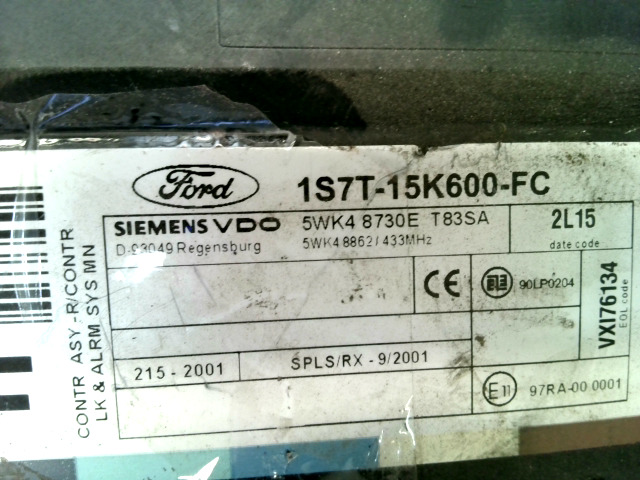 Ford
1S7T-15K600-FC
SIEMENS VDO 5WK4 8730E T83SA
D-93049 Regensburg 5WK4 8862 / 433MHz
2L15
date code
CE
90LP0204
VXI76134
EOL code
215 - 2001
SPLS/RX - 9/2001
E11 97RA-00 0001
CONTR ASY -R/CONTR
LK & ALRM SYS MN